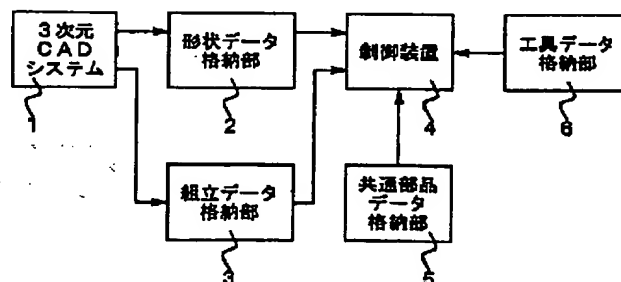 3次元
CAD
システム
1
形状データ
格納部
2
制御装置
4
工具データ
格納部
6
組立データ
格納部
3
共通部品
データ
格納部
5